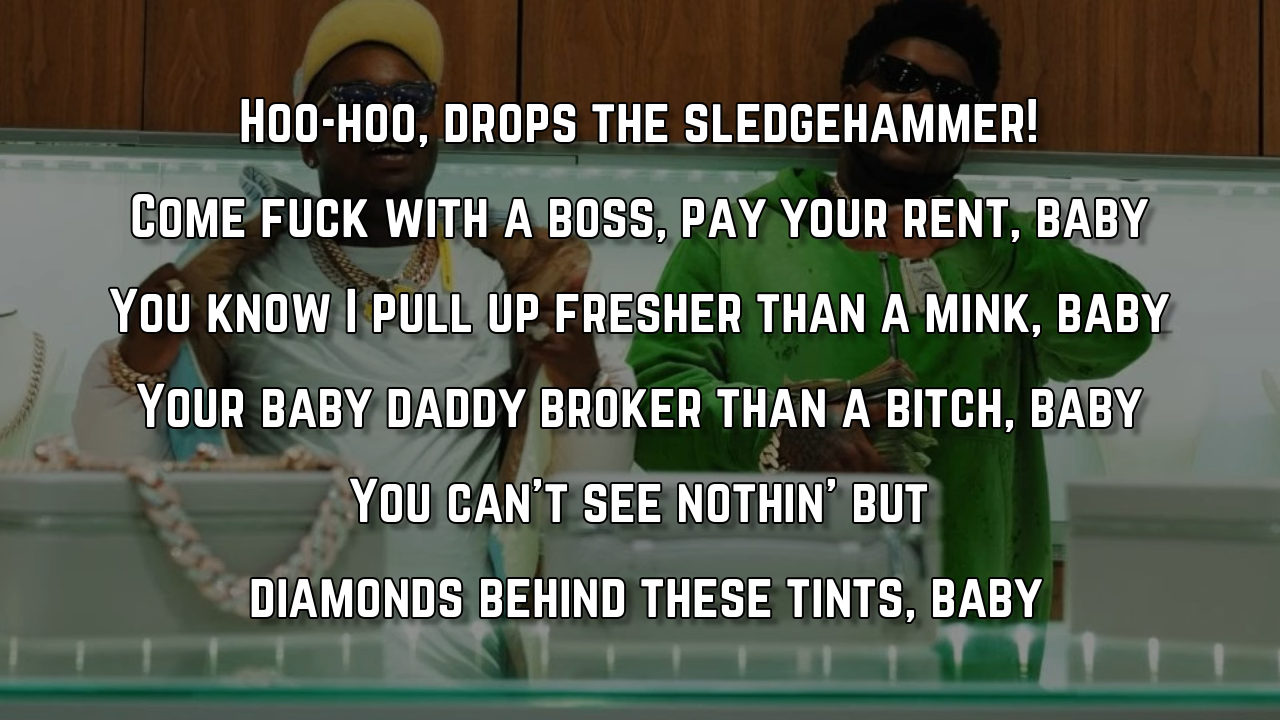 Hoo-hoo, drops the sledgehammer!
Come fuck with a boss, pay your rent, baby
You know I pull up fresher than a mink, baby
Your baby daddy broker than a bitch, baby
You can't see nothin' but
diamonds behind these tints, baby